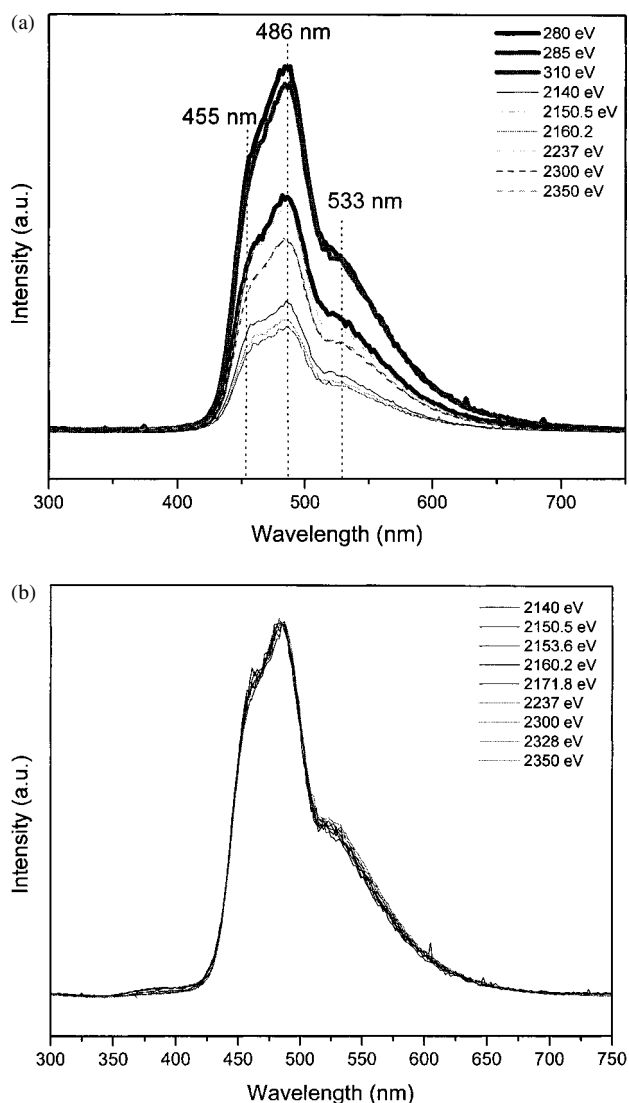 (a)
486 nm
455 nm
533 nm
280 eV
285 eV
310 eV
2140 eV
2150.5 eV
2160.2
2237 eV
2300 eV
2350 eV
Intensity (a.u.)
300 400 500 600 700
Wavelength (nm)
(b)
2140 eV
2150.5 eV
2153.6 eV
2160.2 eV
2171.8 eV
2237 eV
2300 eV
2328 eV
2350 eV
Intensity (a.u.)
300 350 400 450 500 550 600 650 700 750
Wavelength (nm)